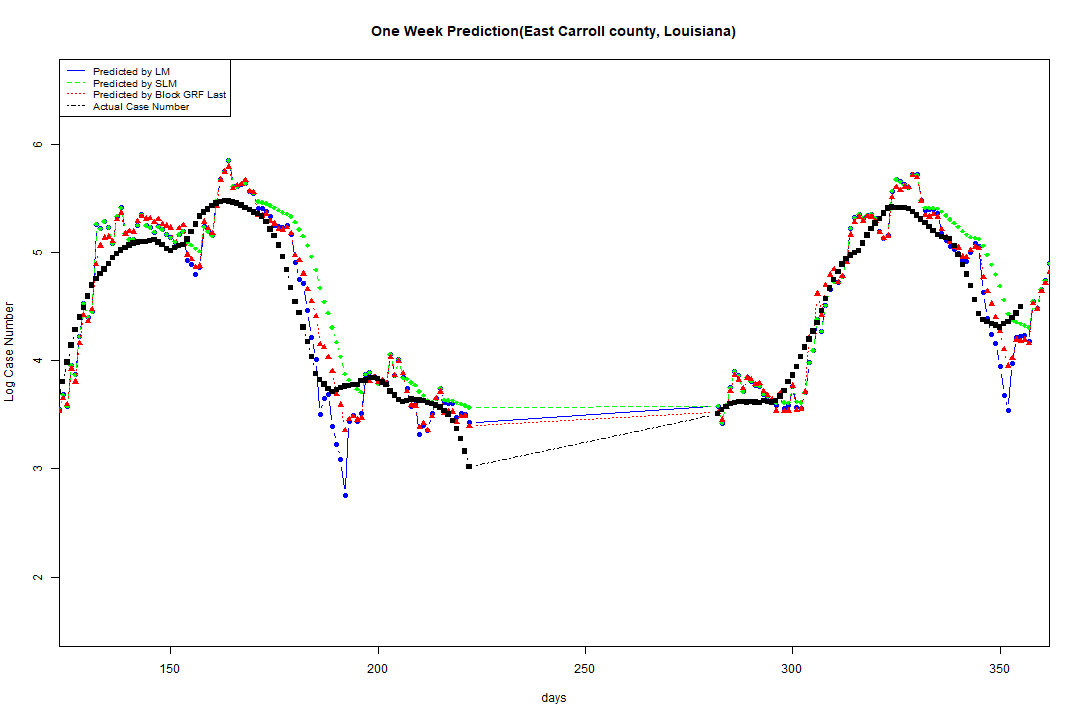 One Week Prediction(East Carroll county, Louisiana)
Predicted by LM
Predicted by SLM
Predicted by Block GRF Last
Actual Case Number
6
5
4
3
2
Log Case Number
150
200
250
300
350
days